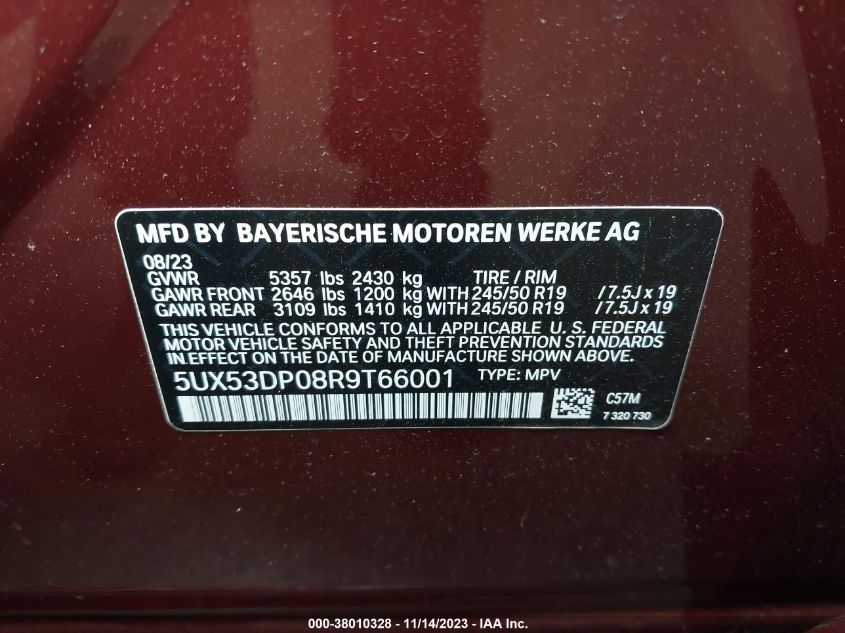 MFD BY BAYERISCHE MOTOREN WERKE AG
08/23
GVWR 5357 lbs 2430 kg TIRE / RIM
GAWR FRONT 2646 lbs 1200 kg WITH 245/50 R19 /7.5J x 19
GAWR REAR 3109 lbs 1410 kg WITH 245/50 R19 /7.5J x 19
THIS VEHICLE CONFORMS TO ALL APPLICABLE U. S. FEDERAL
MOTOR VEHICLE SAFETY AND THEFT PREVENTION STANDARDS
IN EFFECT ON THE DATE OF MANUFACTURE SHOWN ABOVE.
5UX53DP08R9T66001 TYPE: MPV
C57M
7 320 730
000-38010328 - 11/14/2023 - IAA Inc.